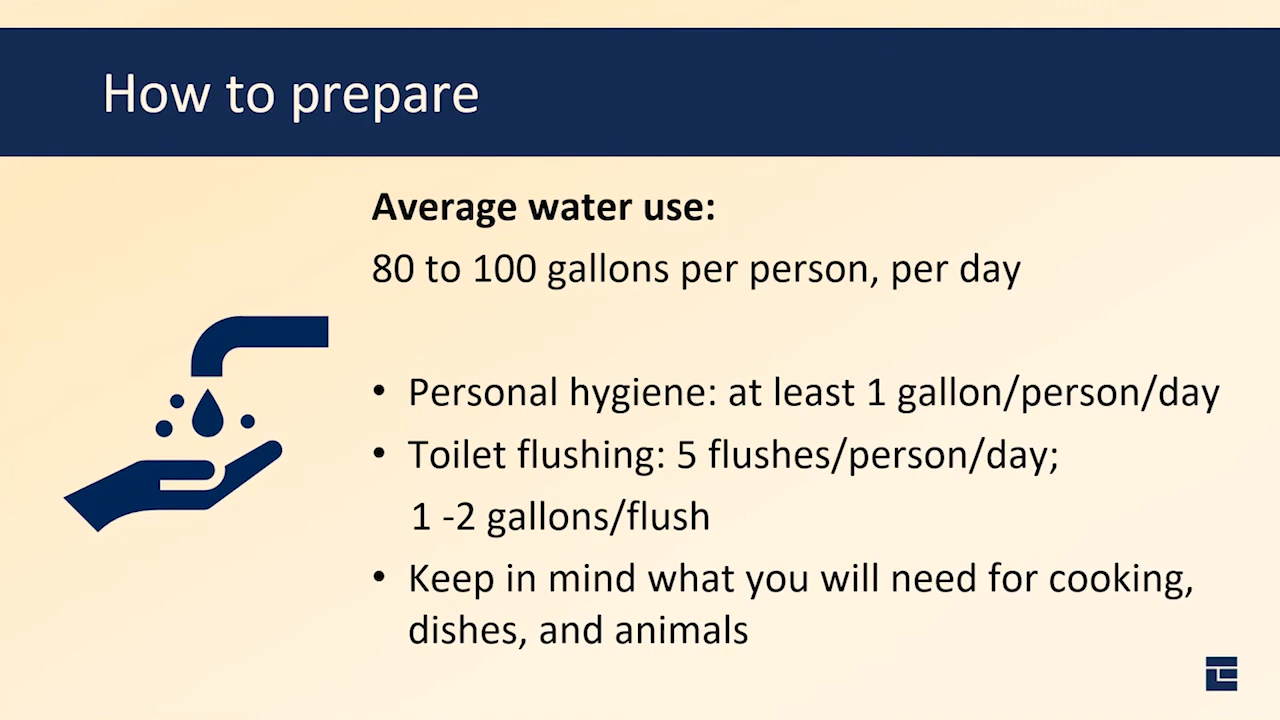 How to prepare
Average water use:
80 to 100 gallons per person, per day
• Personal hygiene: at least 1 gallon/person/day
• Toilet flushing: 5 flushes/person/day;
1 -2 gallons/flush
• Keep in mind what you will need for cooking,
dishes, and animals